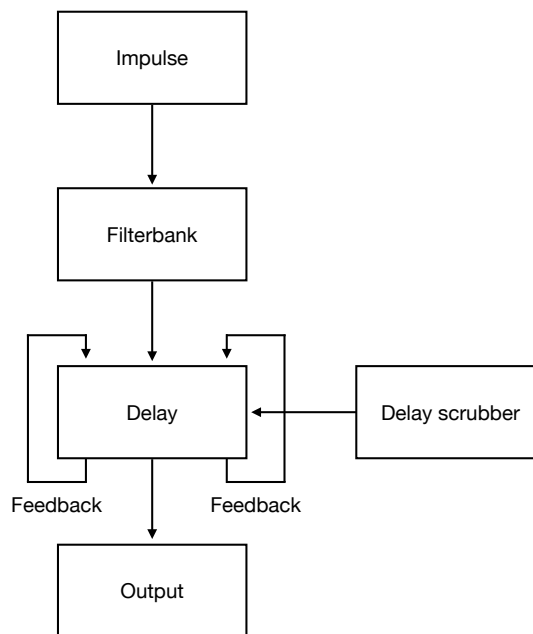 Impulse
Filterbank
Delay
Delay scrubber
Feedback
Feedback
Output